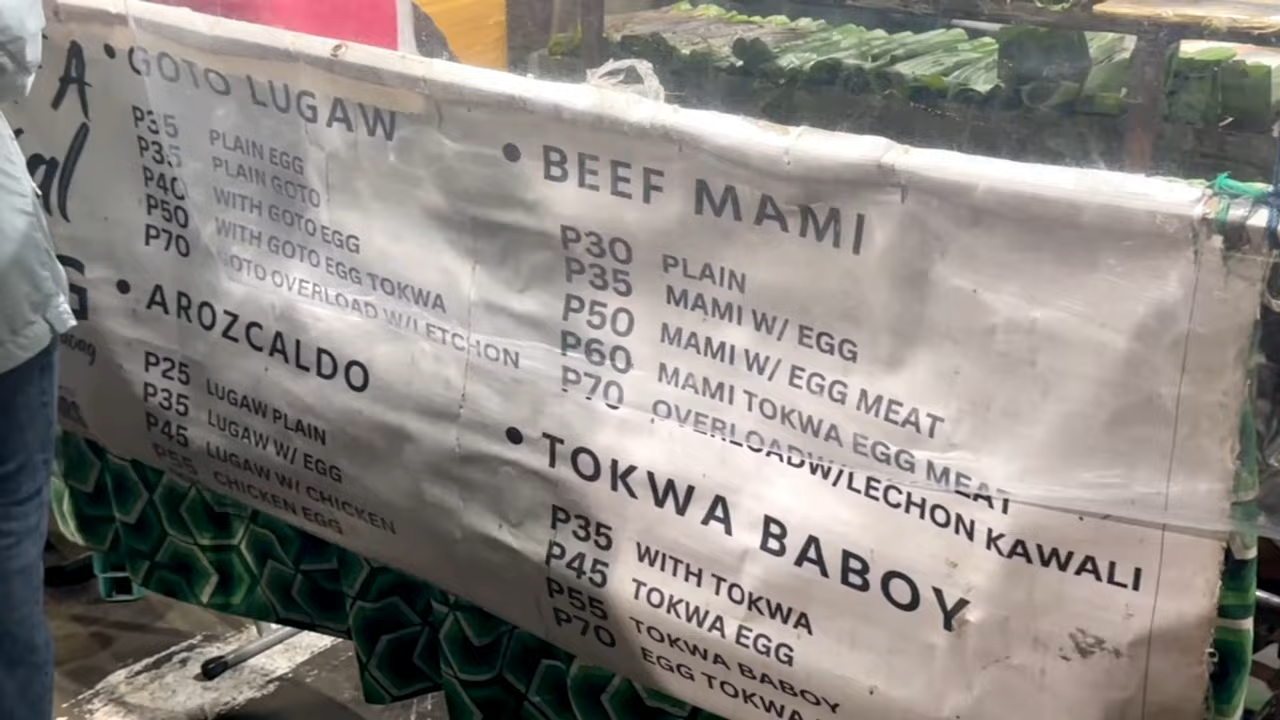 A
al
G
• GOTO LUGAW
P35 PLAIN EGG
P35 PLAIN GOTO
P40 WITH GOTO EGG
P50 WITH GOTO EGG TOKWA
P70 GOTO OVERLOAD W/LETCHON
• AROZCALDO
P25 LUGAW PLAIN
P35 LUGAW W/ EGG
P45 LUGAW W/ CHICKEN
P55 CHICKEN EGG
• BEEF MAMI
P30 PLAIN
P35 MAMI W/ EGG
P50 MAMI W/ EGG MEAT
P60 MAMI TOKWA EGG MEAT
P70 OVERLOADW/LECHON KAWALI
• TOKWA BABOY
P35 WITH TOKWA
P45 TOKWA EGG
P55 TOKWA BABOY
P70 EGG TOKWA